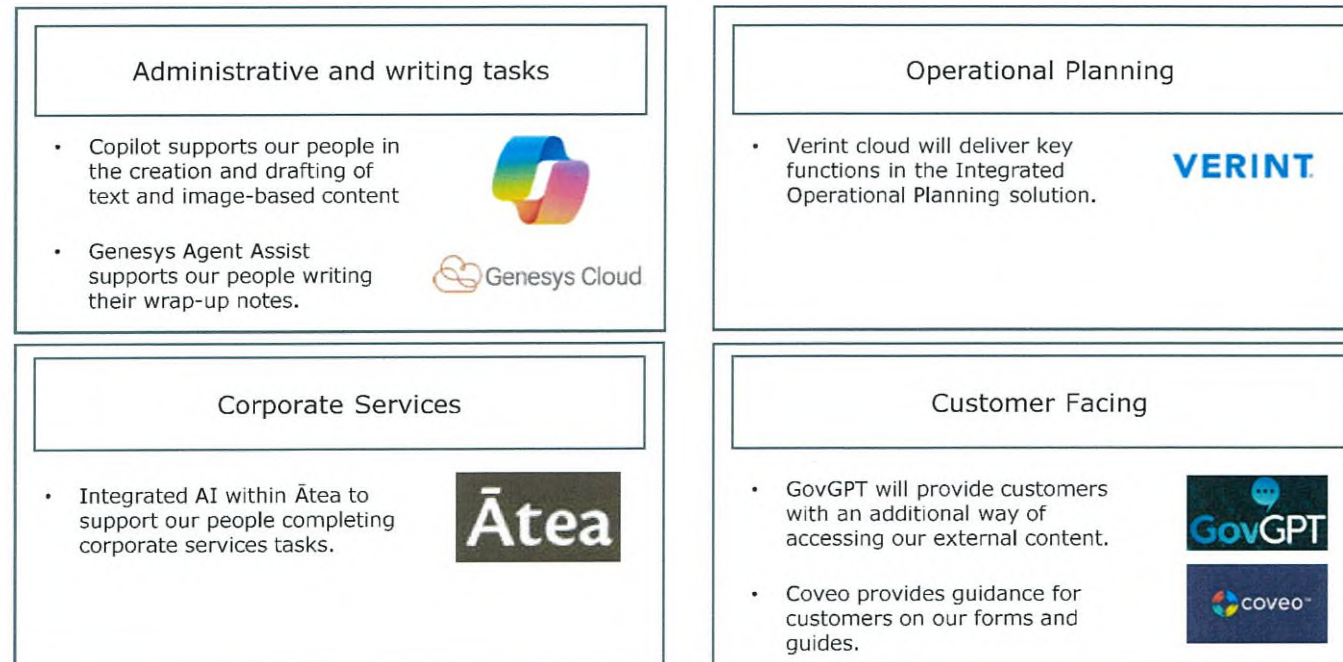 Administrative and writing tasks
• Copilot supports our people in
the creation and drafting of
text and image-based content
• Genesys Agent Assist
supports our people writing
their wrap-up notes.
Genesys Cloud
Operational Planning
• Verint cloud will deliver key
functions in the Integrated
Operational Planning solution.
VERINT.
Corporate Services
• Integrated AI within Ātea to
support our people completing
corporate services tasks.
Ātea
Customer Facing
• GovGPT will provide customers
with an additional way of
accessing our external content.
GovGPT
• Coveo provides guidance for
customers on our forms and
guides.
coveo™